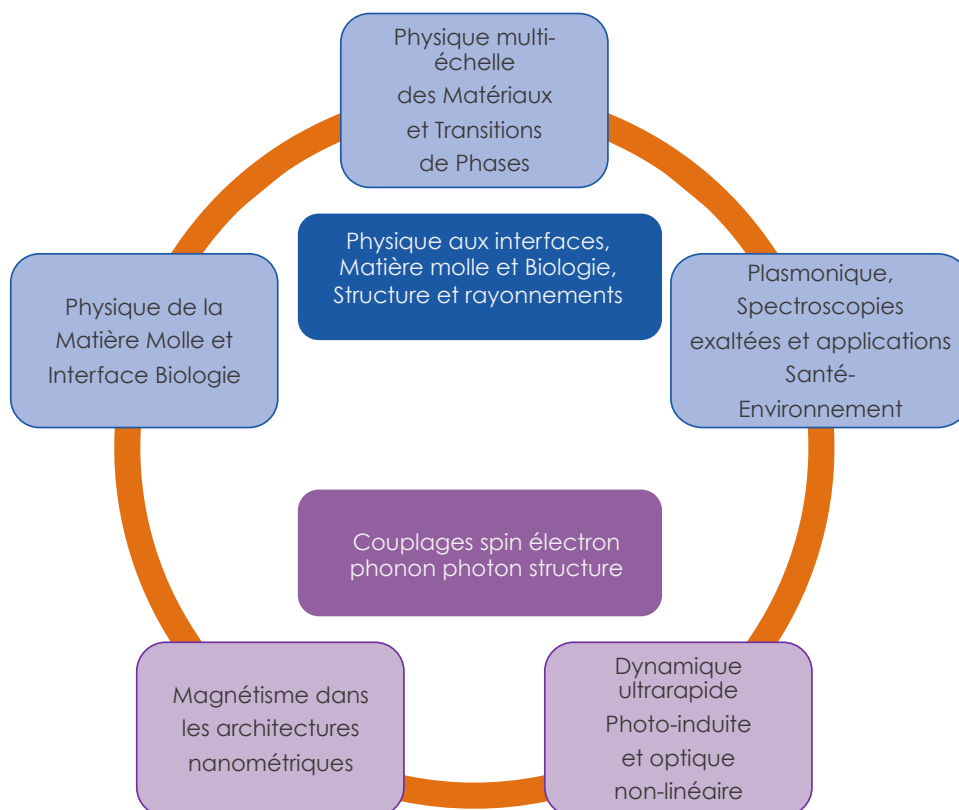 Physique multi-
échelle
des Matériaux
et Transitions
de Phases
Physique aux interfaces,
Matière molle et Biologie,
Structure et rayonnements
Physique de la
Matière Molle et
Interface Biologie
Plasmonique,
Spectroscopies
exaltées et applications
Santé-
Environnement
Couplages spin électron
phonon photon structure
Magnétisme dans
les architectures
nanométriques
Dynamique
ultrarapide
Photo-induite
et optique
non-linéaire